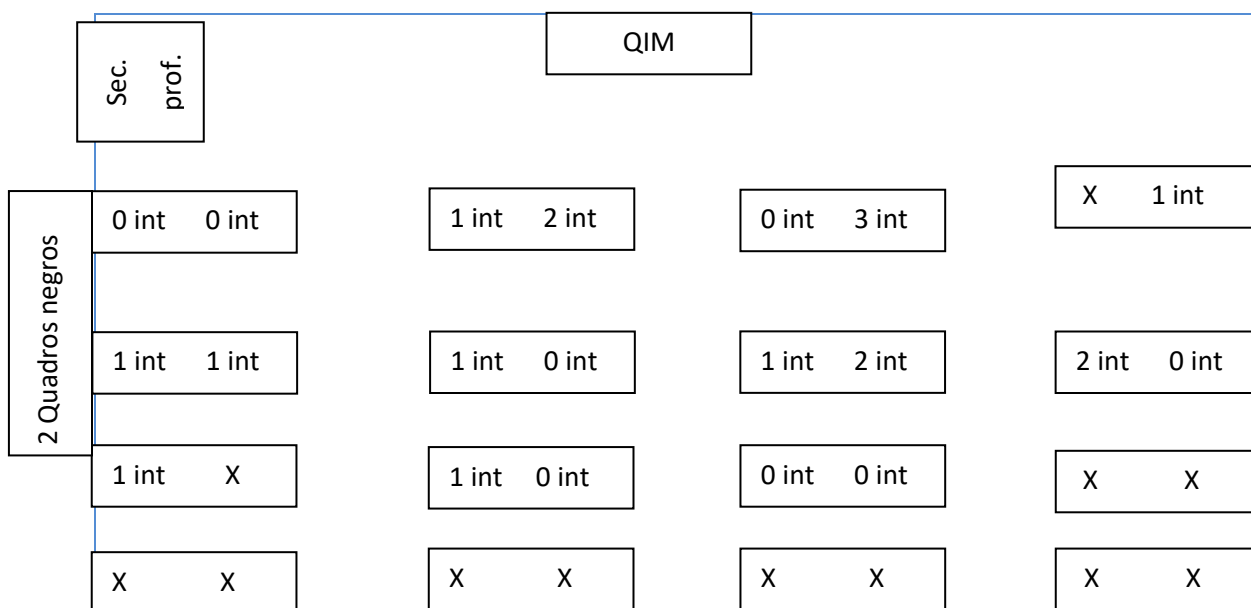 QIM
Sec.
prof.
2 Quadros negros
0 int 0 int
1 int 2 int
0 int 3 int
X 1 int
1 int 1 int
1 int 0 int
1 int 2 int
2 int 0 int
1 int X
1 int 0 int
0 int 0 int
X X
X X
X X
X X
X X